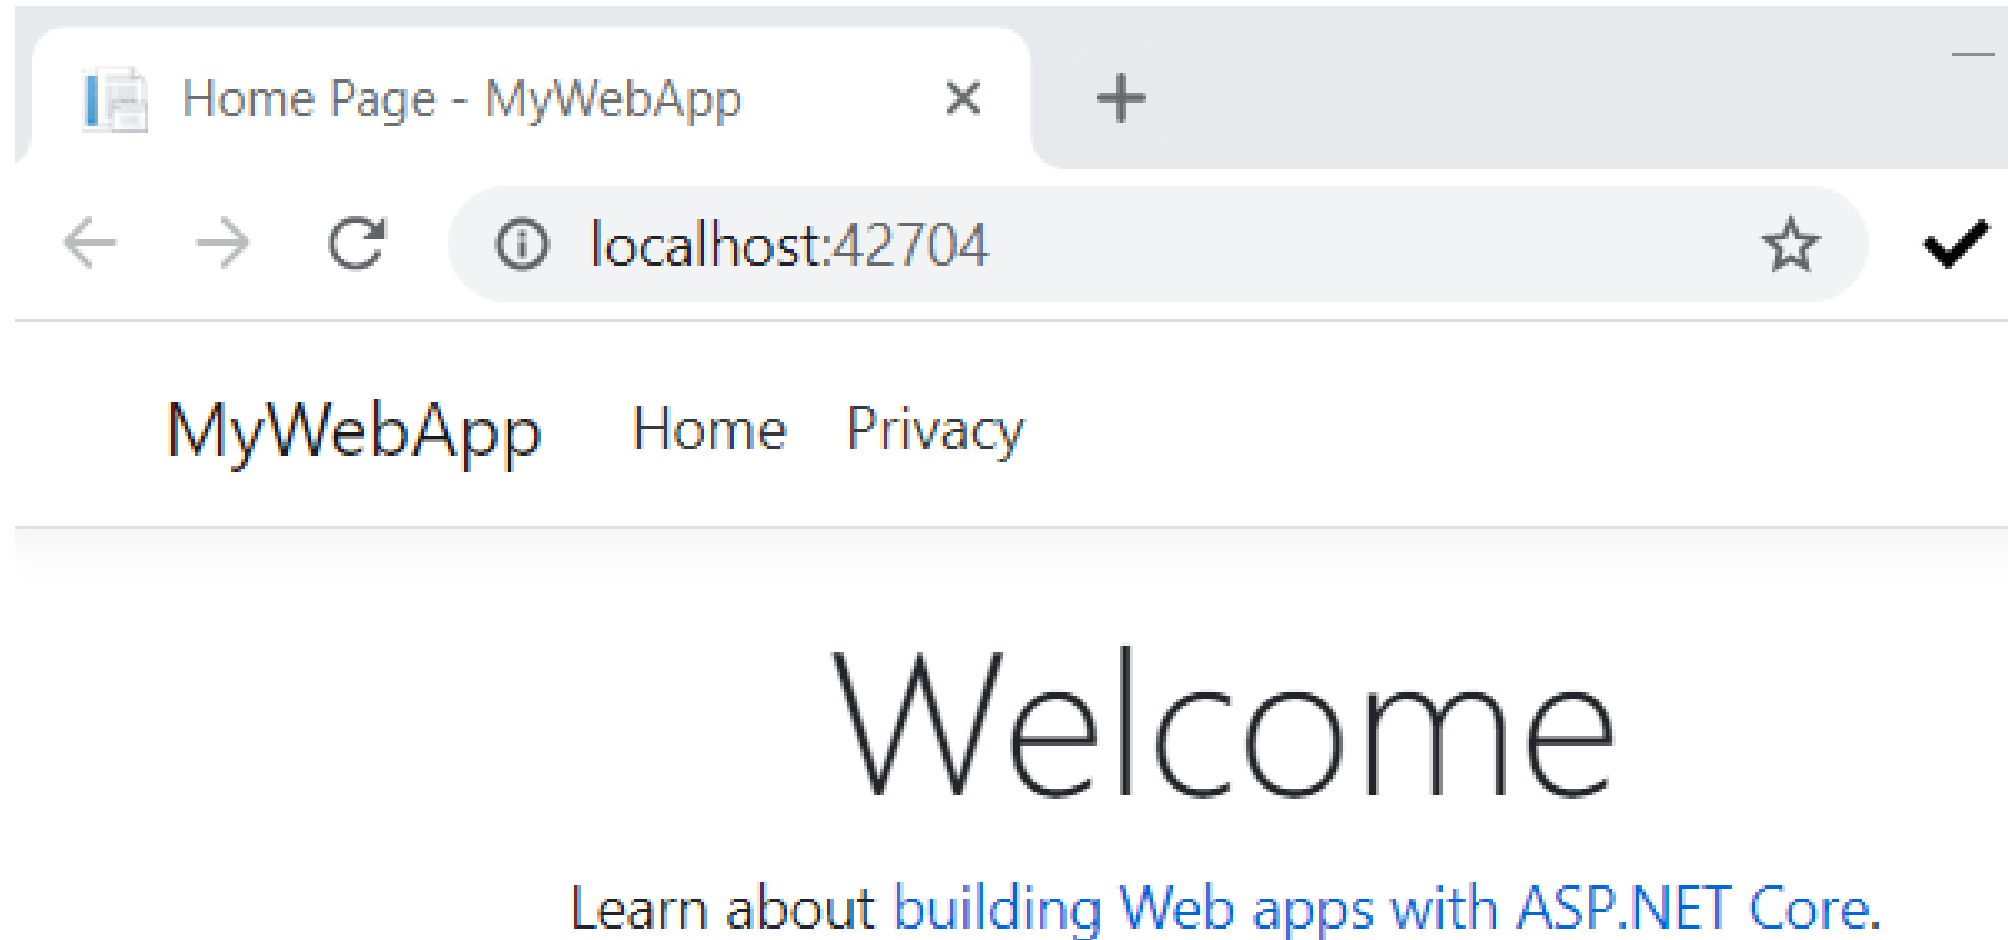 Home Page - MyWebApp
localhost:42704
MyWebApp Home Privacy
Welcome
Learn about building Web apps with ASP.NET Core.